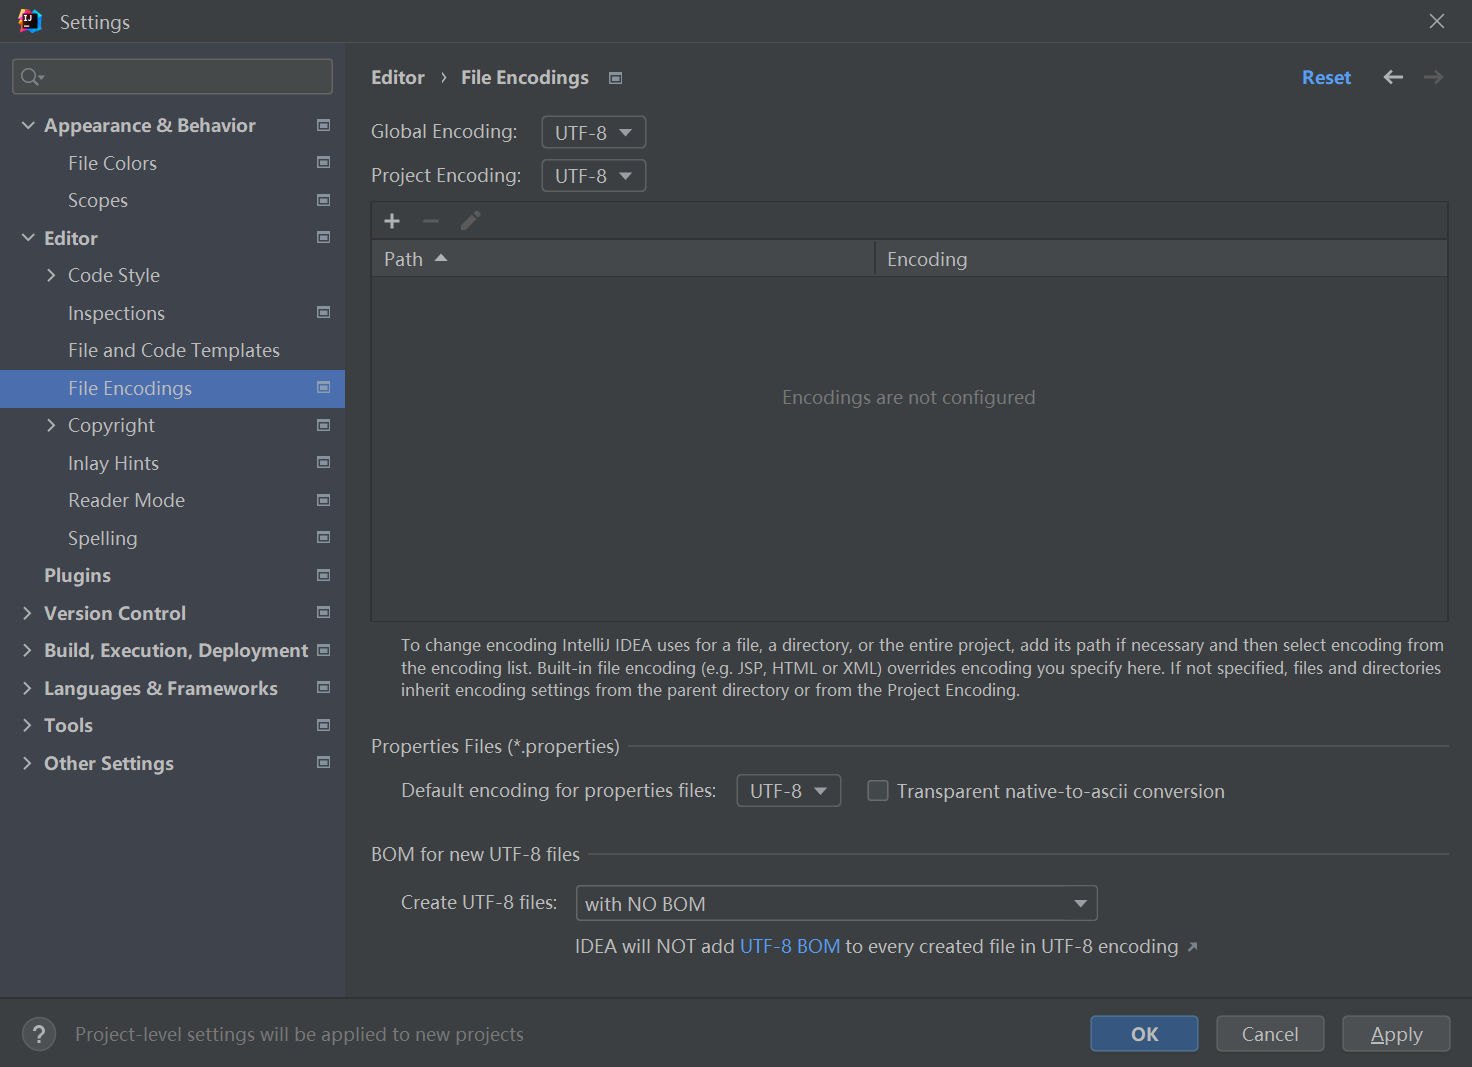 Settings
Appearance & Behavior
File Colors
Scopes
Editor
Code Style
Inspections
File and Code Templates
File Encodings
Copyright
Inlay Hints
Reader Mode
Spelling
Plugins
Version Control
Build, Execution, Deployment
Languages & Frameworks
Tools
Other Settings
Editor › File Encodings
Reset
Global Encoding: UTF-8
Project Encoding: UTF-8
Path Encoding
Encodings are not configured
To change encoding IntelliJ IDEA uses for a file, a directory, or the entire project, add its path if necessary and then select encoding from
the encoding list. Built-in file encoding (e.g. JSP, HTML or XML) overrides encoding you specify here. If not specified, files and directories
inherit encoding settings from the parent directory or from the Project Encoding.
Properties Files (*.properties)
Default encoding for properties files: UTF-8 Transparent native-to-ascii conversion
BOM for new UTF-8 files
Create UTF-8 files: with NO BOM
IDEA will NOT add UTF-8 BOM to every created file in UTF-8 encoding ↗
? Project-level settings will be applied to new projects
OK Cancel Apply